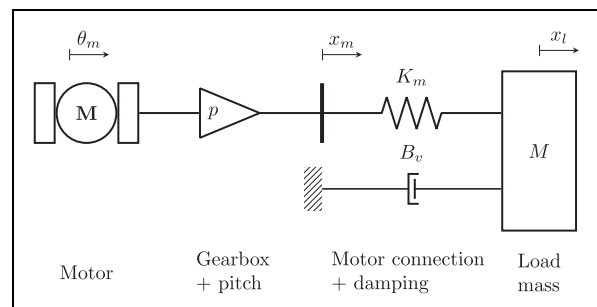 θm
xm
xl
M
p
Km
Bv
M
Motor
Gearbox
+ pitch
Motor connection
+ damping
Load
mass